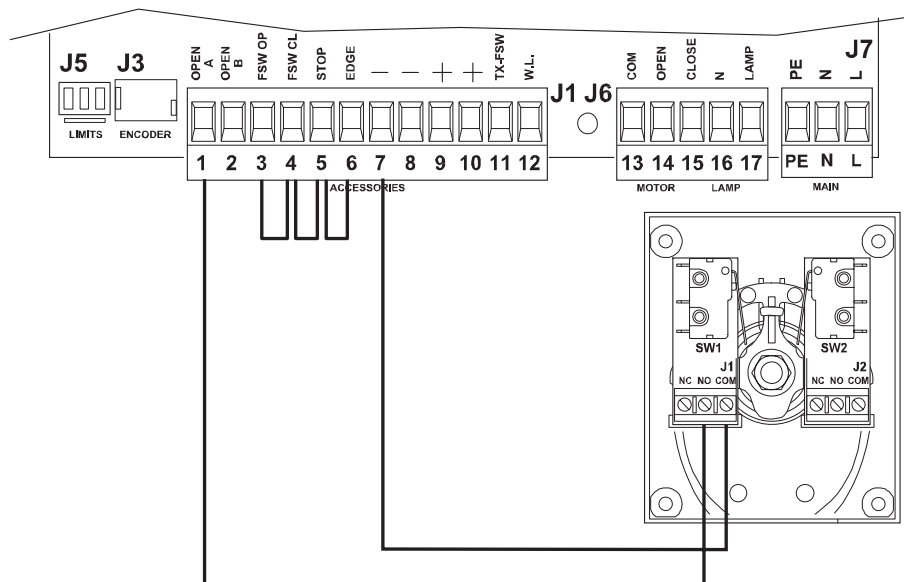 J5 J3 J1 J6 J7
OPEN A OPEN B FSW OP FSW CL STOP EDGE – – + + TX-FSW W.L.
COM OPEN CLOSE N LAMP
PE N L
LIMITS ENCODER
1 2 3 4 5 6 7 8 9 10 11 12
13 14 15 16 17
PE N L
ACCESSORIES MOTOR LAMP MAIN
SW1 SW2
J1 J2
NC NO COM NC NO COM